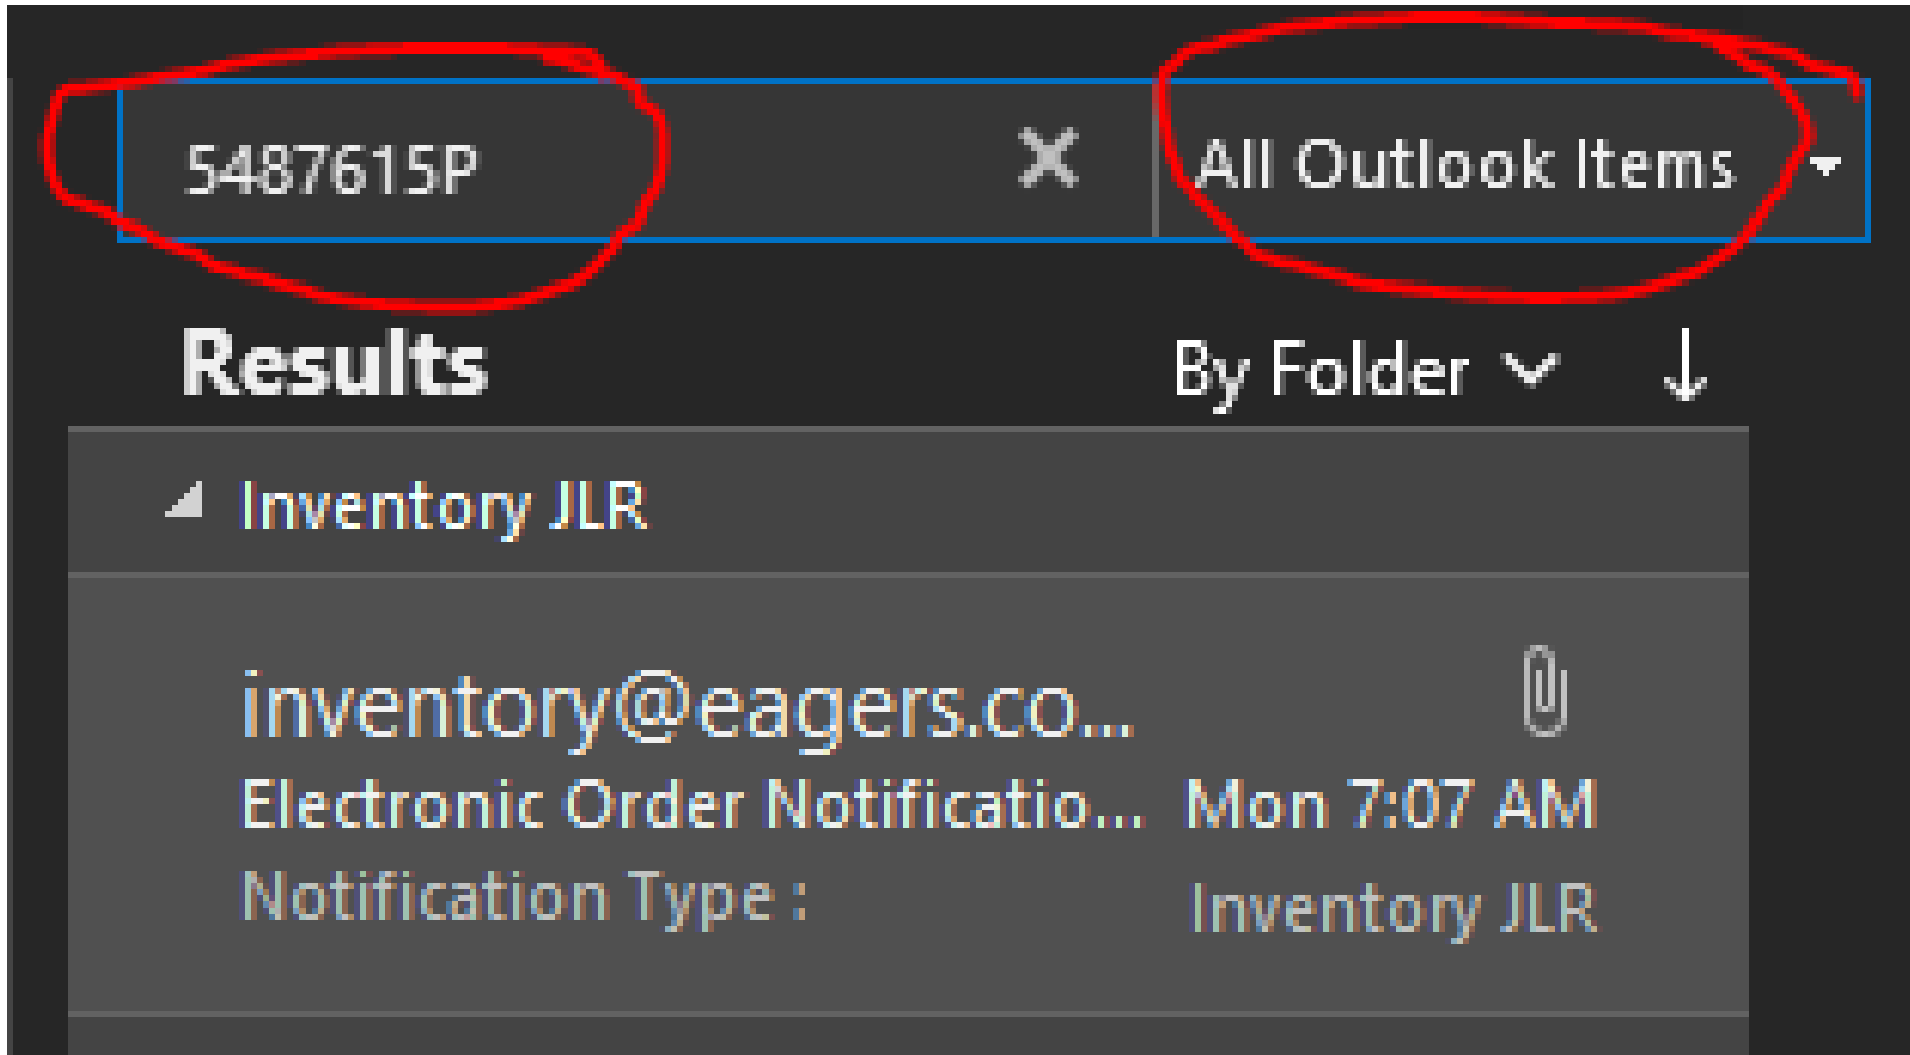 5487615P All Outlook Items
Results By Folder
Inventory JLR
inventory@eagers.co...
Electronic Order Notificatio... Mon 7:07 AM
Notification Type : Inventory JLR